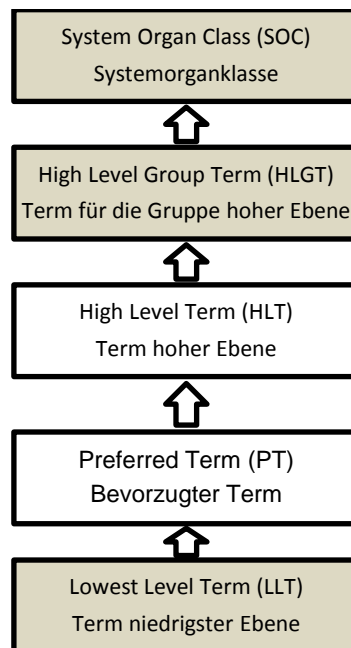 System Organ Class (SOC)
Systemorganklasse
High Level Group Term (HLGT)
Term für die Gruppe hoher Ebene
High Level Term (HLT)
Term hoher Ebene
Preferred Term (PT)
Bevorzugter Term
Lowest Level Term (LLT)
Term niedrigster Ebene